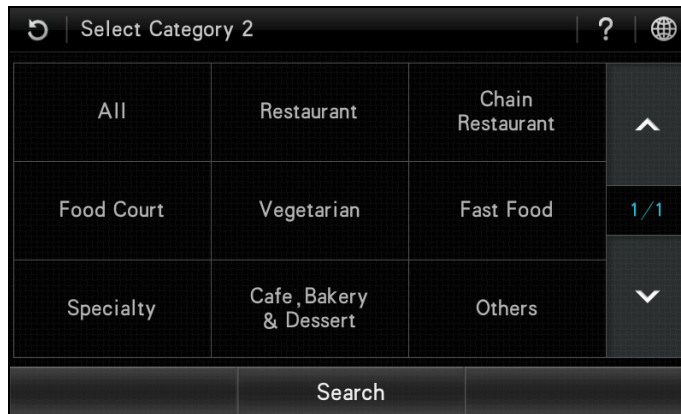 Select Category 2
?
All
Restaurant
Chain
Restaurant
Food Court
Vegetarian
Fast Food
1/1
Specialty
Cafe, Bakery
& Dessert
Others
Search